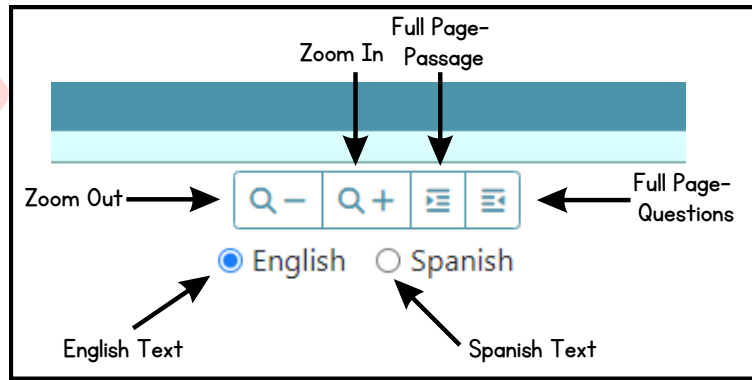 Full Page-
Passage
Zoom In
Zoom Out
Full Page-
Questions
English Spanish
English Text
Spanish Text